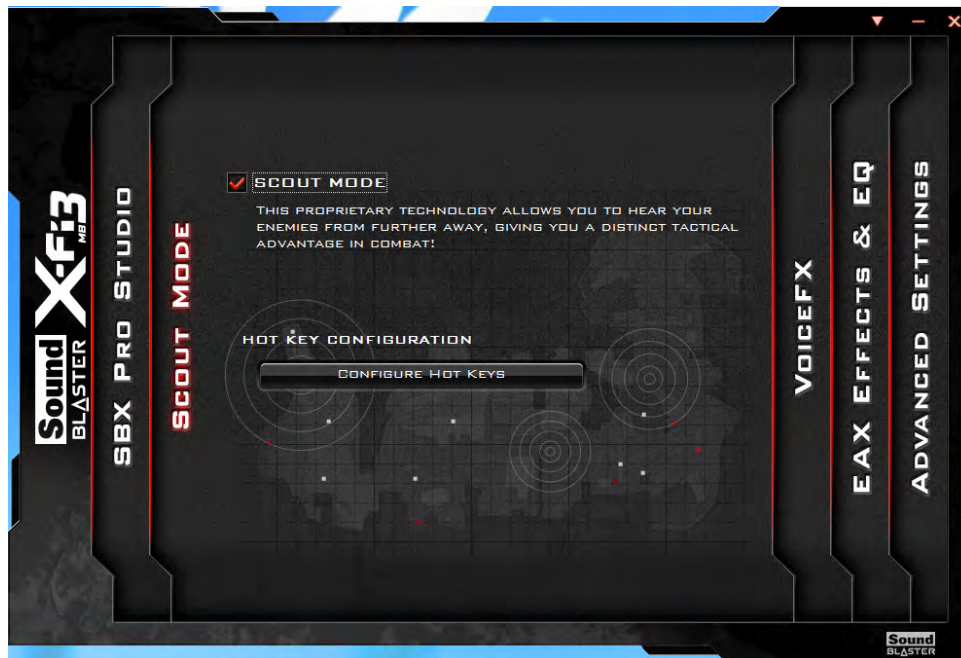 Sound BLASTER X-Fi3 MB
SBX PRO STUDIO
SCOUT MODE
SCOUT MODE
THIS PROPRIETARY TECHNOLOGY ALLOWS YOU TO HEAR YOUR
ENEMIES FROM FURTHER AWAY, GIVING YOU A DISTINCT TACTICAL
ADVANTAGE IN COMBAT!
HOT KEY CONFIGURATION
CONFIGURE HOT KEYS
VOICEFX
EAX EFFECTS & EQ
ADVANCED SETTINGS
Sound
BLASTER